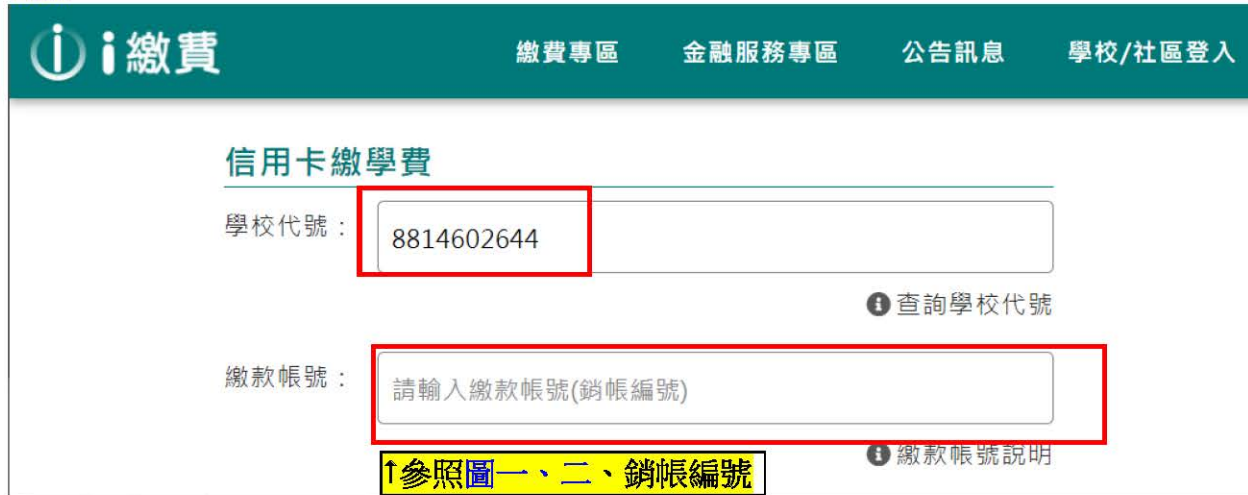 i繳費 繳費專區 金融服務專區 公告訊息 學校/社區登入
信用卡繳學費
學校代號： 8814602644
查詢學校代號
繳款帳號： 請輸入繳款帳號(銷帳編號)
↑參照圖一、二、銷帳編號 繳款帳號說明